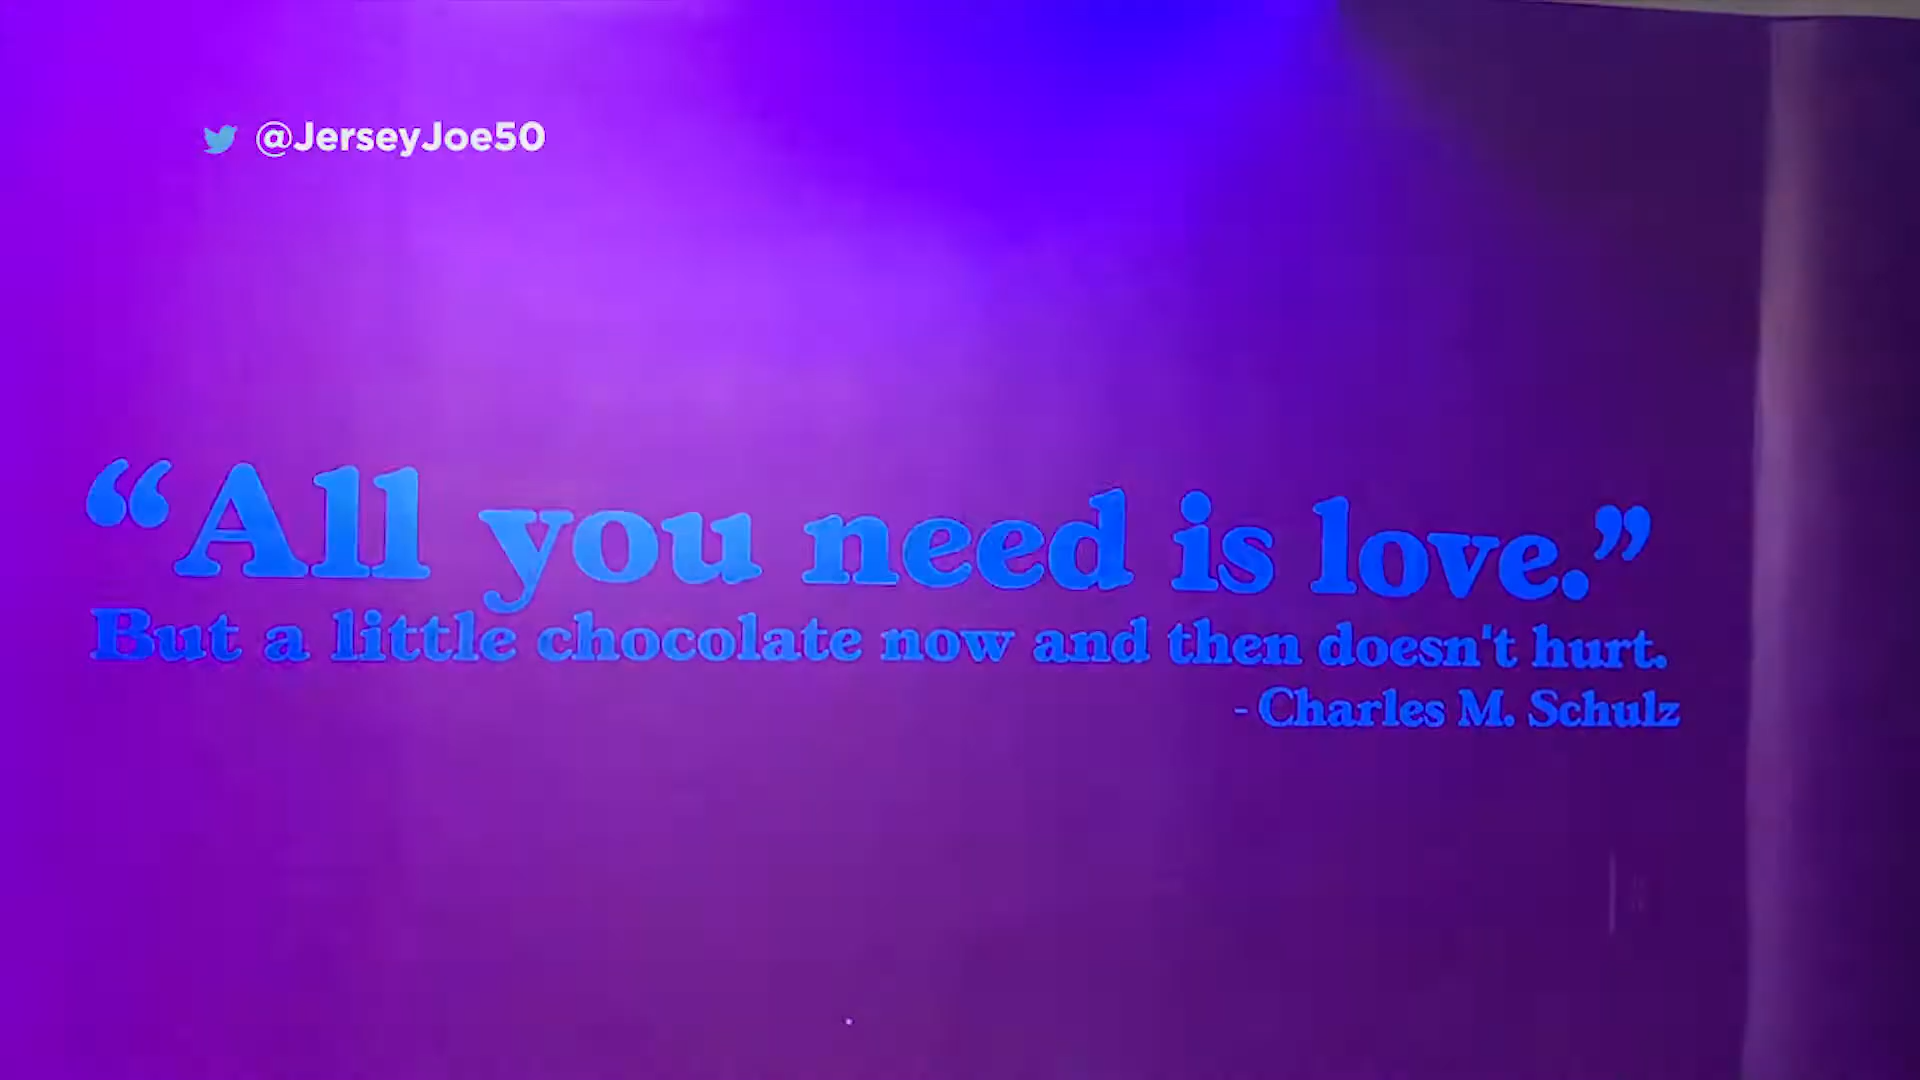 @JerseyJoe50
“All you need is love.”
But a little chocolate now and then doesn't hurt.
- Charles M. Schulz